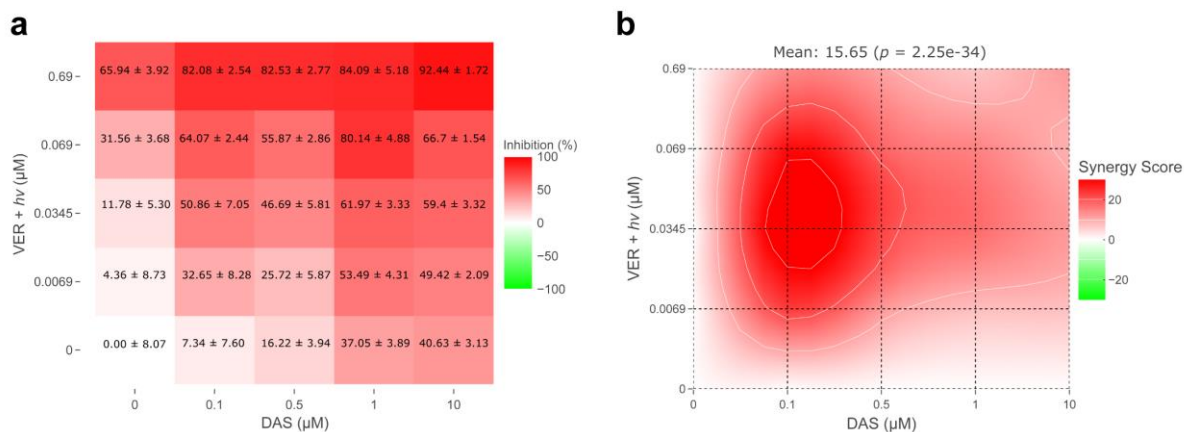 a
0.69
65.94 ± 3.92 82.08 ± 2.54 82.53 ± 2.77 84.09 ± 5.18 92.44 ± 1.72
0.069
31.56 ± 3.68 64.07 ± 2.44 55.87 ± 2.86 80.14 ± 4.88 66.7 ± 1.54
0.0345
11.78 ± 5.30 50.86 ± 7.05 46.69 ± 5.81 61.97 ± 3.33 59.4 ± 3.32
0.0069
4.36 ± 8.73 32.65 ± 8.28 25.72 ± 5.87 53.49 ± 4.31 49.42 ± 2.09
0
0.00 ± 8.07 7.34 ± 7.60 16.22 ± 3.94 37.05 ± 3.89 40.63 ± 3.13
0 0.1 0.5 1 10
DAS (µM)
VER + hv (µM)
Inhibition (%)
100
50
0
−50
−100
b
Mean: 15.65 (p = 2.25e-34)
0.69
0.069
0.0345
0.0069
0
0 0.1 0.5 1 10
DAS (µM)
VER + hv (µM)
Synergy Score
20
0
−20